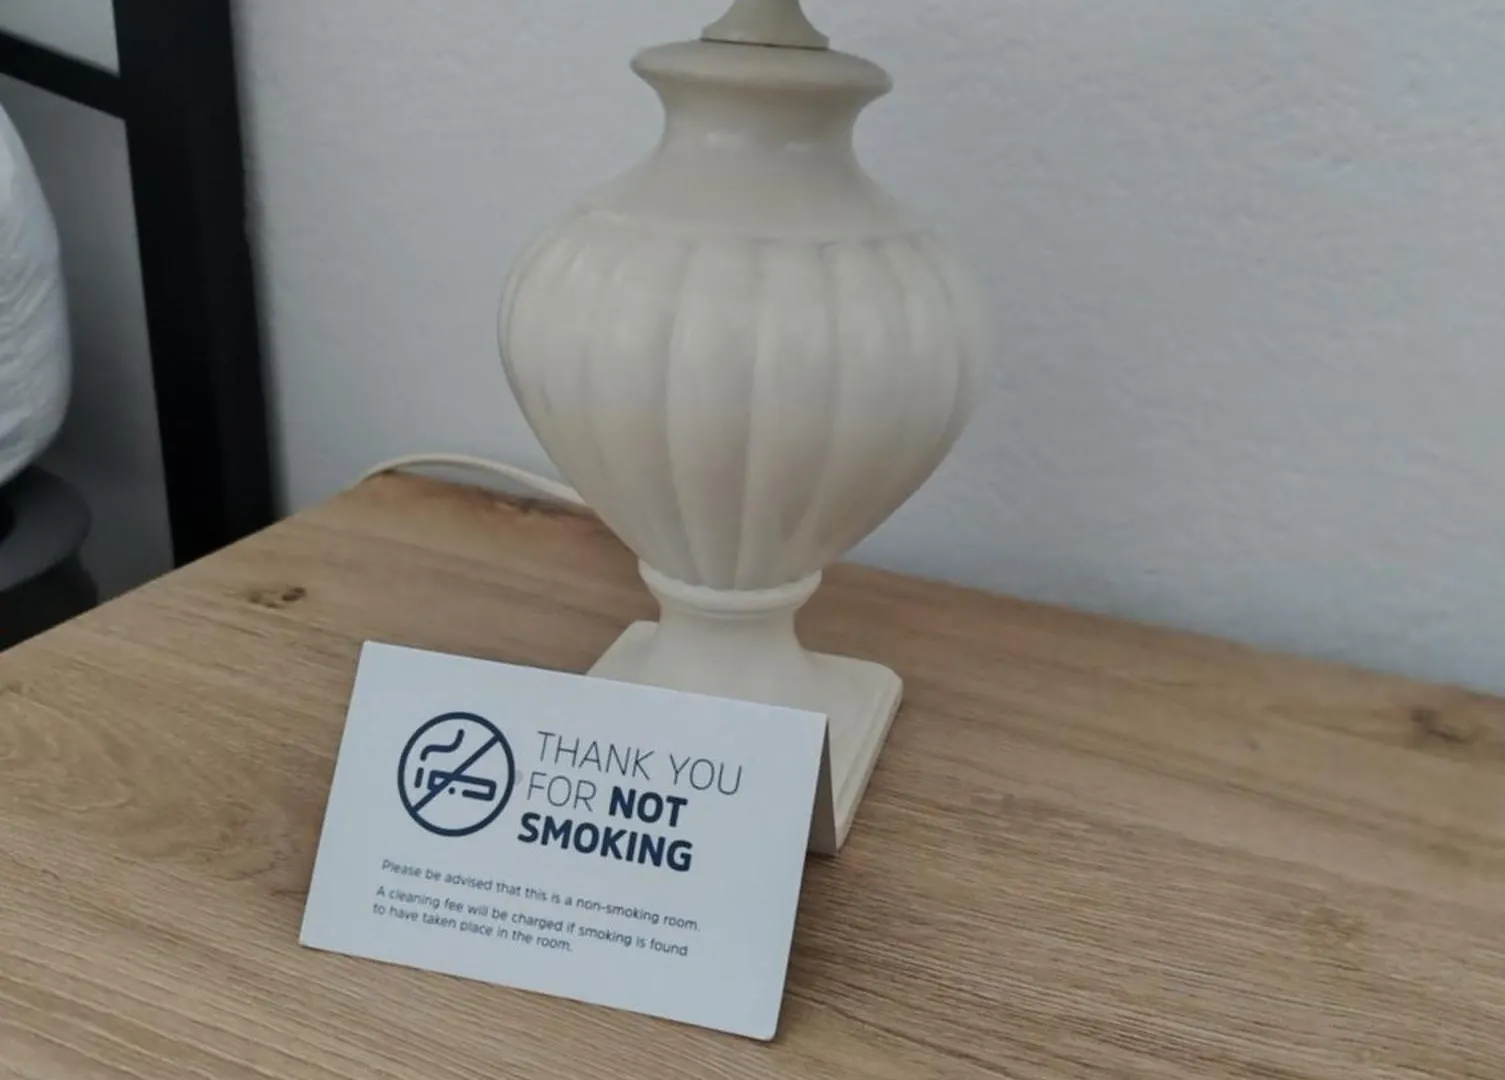 THANK YOU
FOR NOT
SMOKING
Please be advised that this is a non-smoking room.
A cleaning fee will be charged if smoking is found
to have taken place in the room.